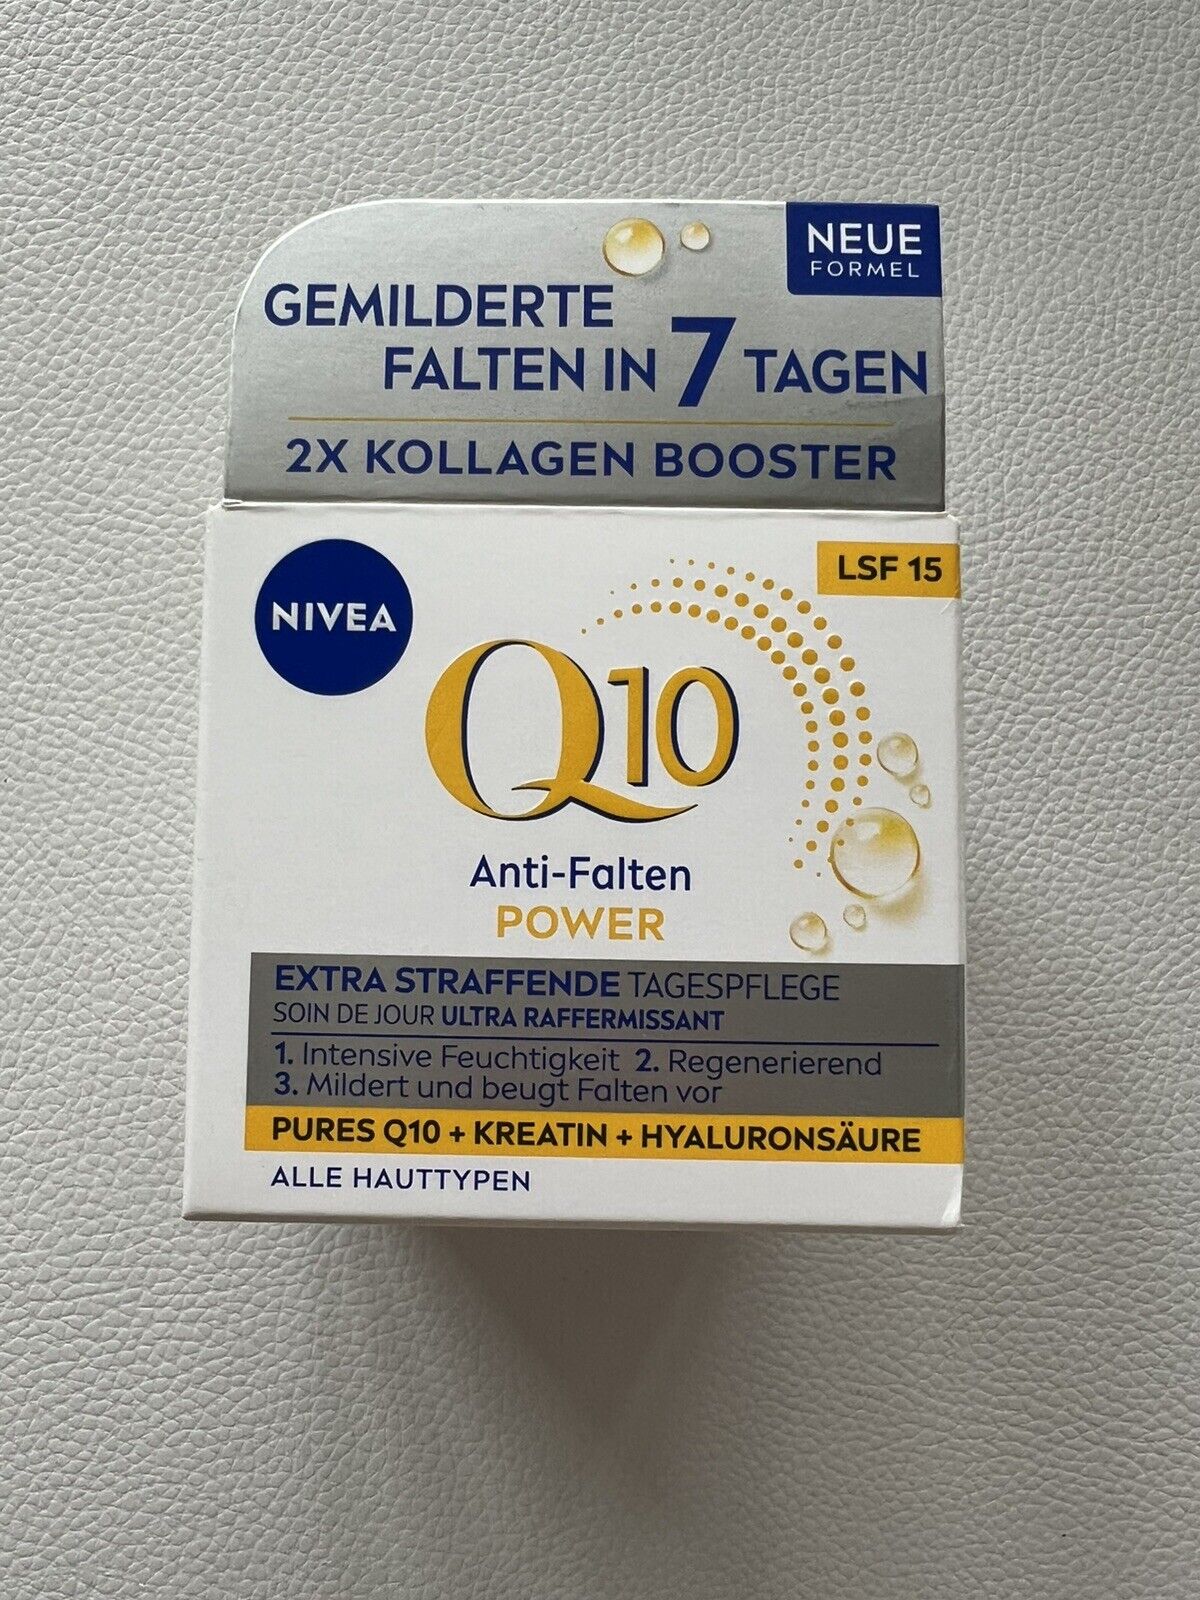 NEUE
FORMEL
GEMILDERTE
FALTEN IN 7 TAGEN
2X KOLLAGEN BOOSTER
LSF 15
NIVEA
Q10
Anti-Falten
POWER
EXTRA STRAFFENDE TAGESPFLEGE
SOIN DE JOUR ULTRA RAFFERMISSANT
1. Intensive Feuchtigkeit 2. Regenerierend
3. Mildert und beugt Falten vor
PURES Q10 + KREATIN + HYALURONSÄURE
ALLE HAUTTYPEN